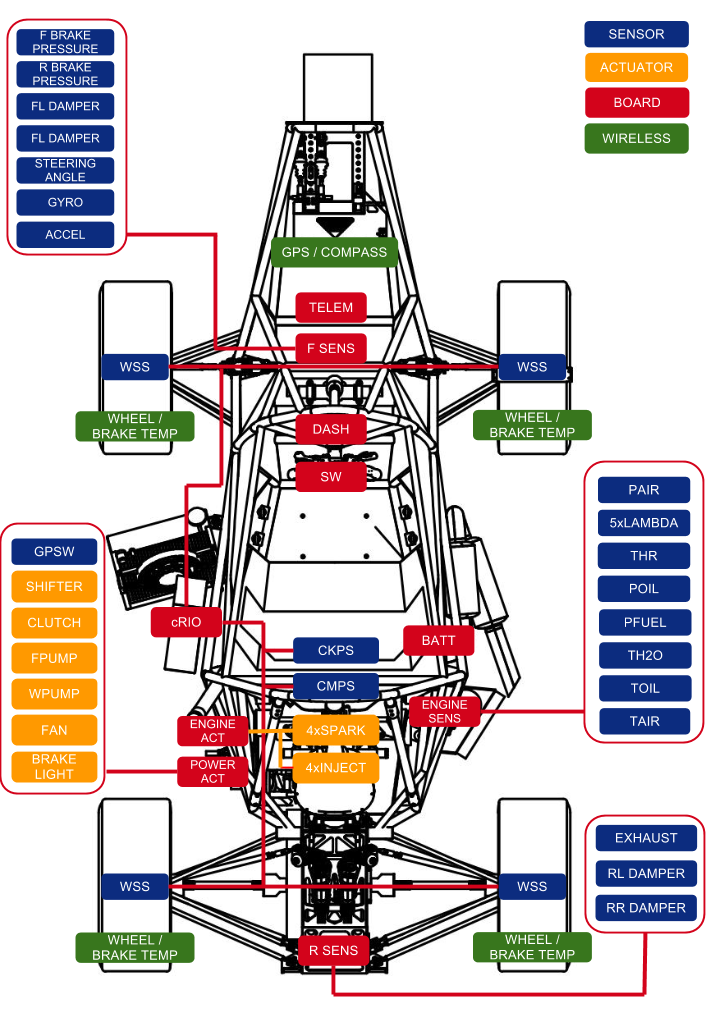 F BRAKE
PRESSURE
R BRAKE
PRESSURE
FL DAMPER
FL DAMPER
STEERING
ANGLE
GYRO
ACCEL
SENSOR
ACTUATOR
BOARD
WIRELESS
GPS / COMPASS
TELEM
F SENS
WSS
WSS
WHEEL /
BRAKE TEMP
WHEEL /
BRAKE TEMP
DASH
SW
PAIR
5xLAMBDA
THR
POIL
PFUEL
TH2O
TOIL
TAIR
GPSW
SHIFTER
CLUTCH
FPUMP
WPUMP
FAN
BRAKE
LIGHT
cRIO
BATT
CKPS
CMPS
ENGINE
SENS
ENGINE
ACT
4xSPARK
POWER
ACT
4xINJECT
EXHAUST
RL DAMPER
RR DAMPER
WSS
WSS
WHEEL /
BRAKE TEMP
WHEEL /
BRAKE TEMP
R SENS